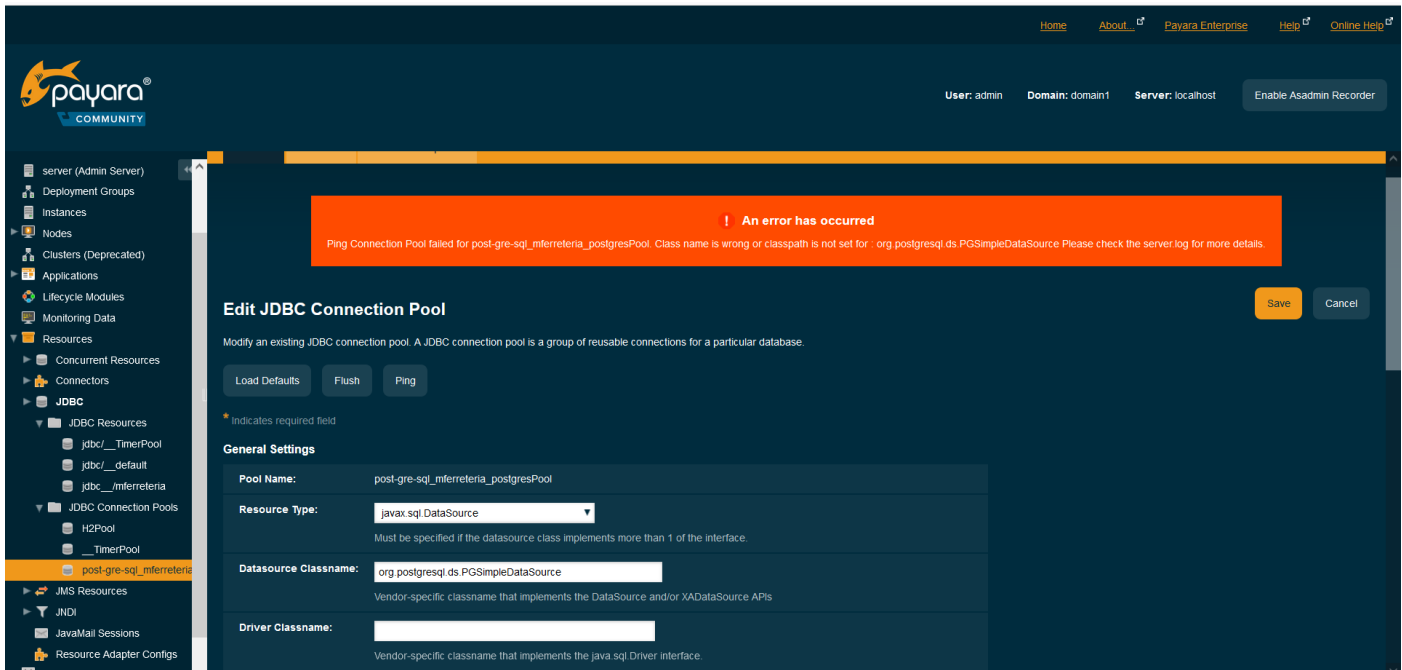 Home About... Payara Enterprise Help Online Help
payara®
COMMUNITY
User: admin Domain: domain1 Server: localhost Enable Asadmin Recorder
server (Admin Server)
Deployment Groups
Instances
Nodes
Clusters (Deprecated)
Applications
Lifecycle Modules
Monitoring Data
Resources
Concurrent Resources
Connectors
JDBC
JDBC Resources
jdbc/__TimerPool
jdbc/__default
jdbc__/mferreteria
JDBC Connection Pools
H2Pool
__TimerPool
post-gre-sql_mferreteria
JMS Resources
JNDI
JavaMail Sessions
Resource Adapter Configs
An error has occurred
Ping Connection Pool failed for post-gre-sql_mferreteria_postgresPool. Class name is wrong or classpath is not set for : org.postgresql.ds.PGSimpleDataSource Please check the server.log for more details.
Edit JDBC Connection Pool
Save Cancel
Modify an existing JDBC connection pool. A JDBC connection pool is a group of reusable connections for a particular database.
Load Defaults Flush Ping
* Indicates required field
General Settings
Pool Name: post-gre-sql_mferreteria_postgresPool
Resource Type: javax.sql.DataSource
Must be specified if the datasource class implements more than 1 of the interface.
Datasource Classname: org.postgresql.ds.PGSimpleDataSource
Vendor-specific classname that implements the DataSource and/or XADataSource APIs
Driver Classname:
Vendor-specific classname that implements the java.sql.Driver interface.